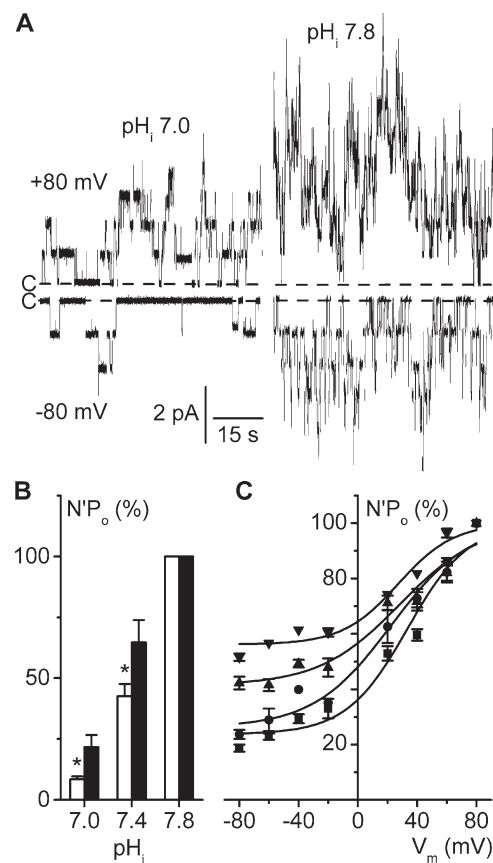 A
pHi 7.0
pHi 7.8
+80 mV
C
C
-80 mV
2 pA
15 s
B
N'Po (%)
100
50
0
*
*
7.0 7.4 7.8
pHi
C
N'Po (%)
100
80
60
40
20
-80 -40 0 40 80
Vm (mV)